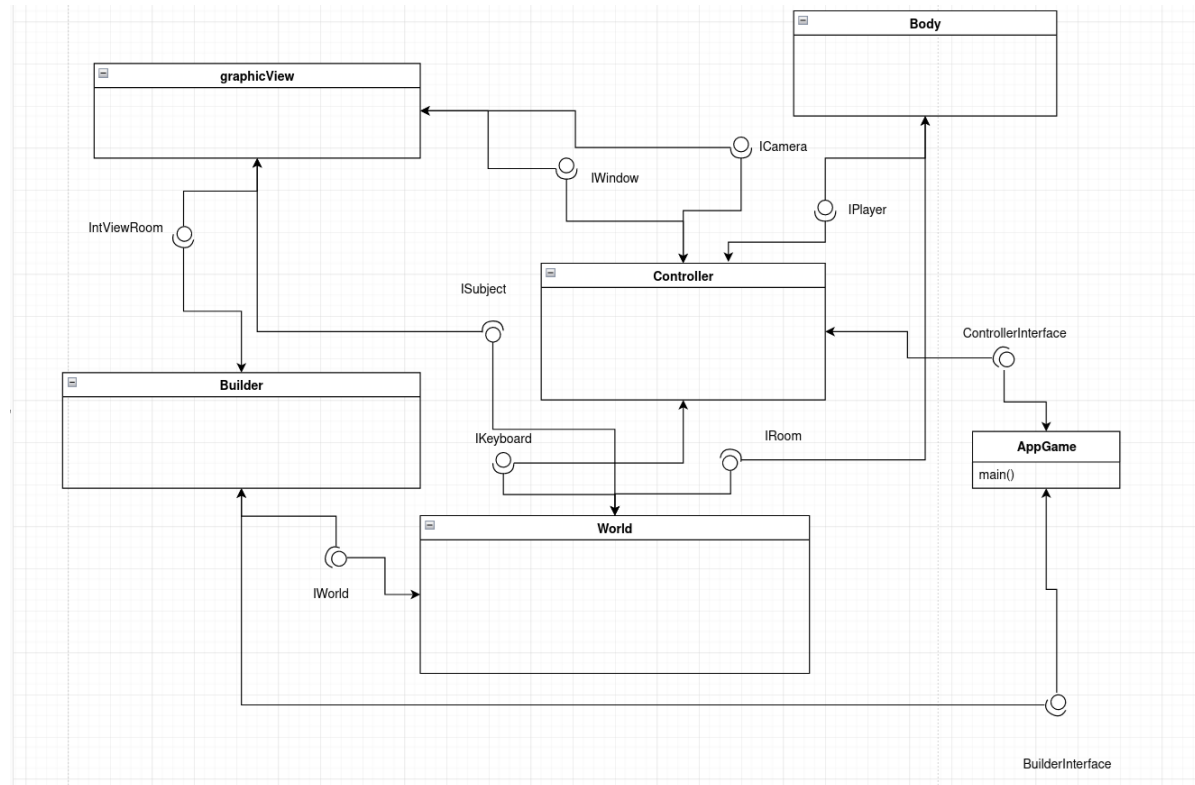 Body
graphicView
ICamera
IWindow
IPlayer
IntViewRoom
Controller
ISubject
ControllerInterface
Builder
IKeyboard
IRoom
AppGame
main()
World
IWorld
BuilderInterface